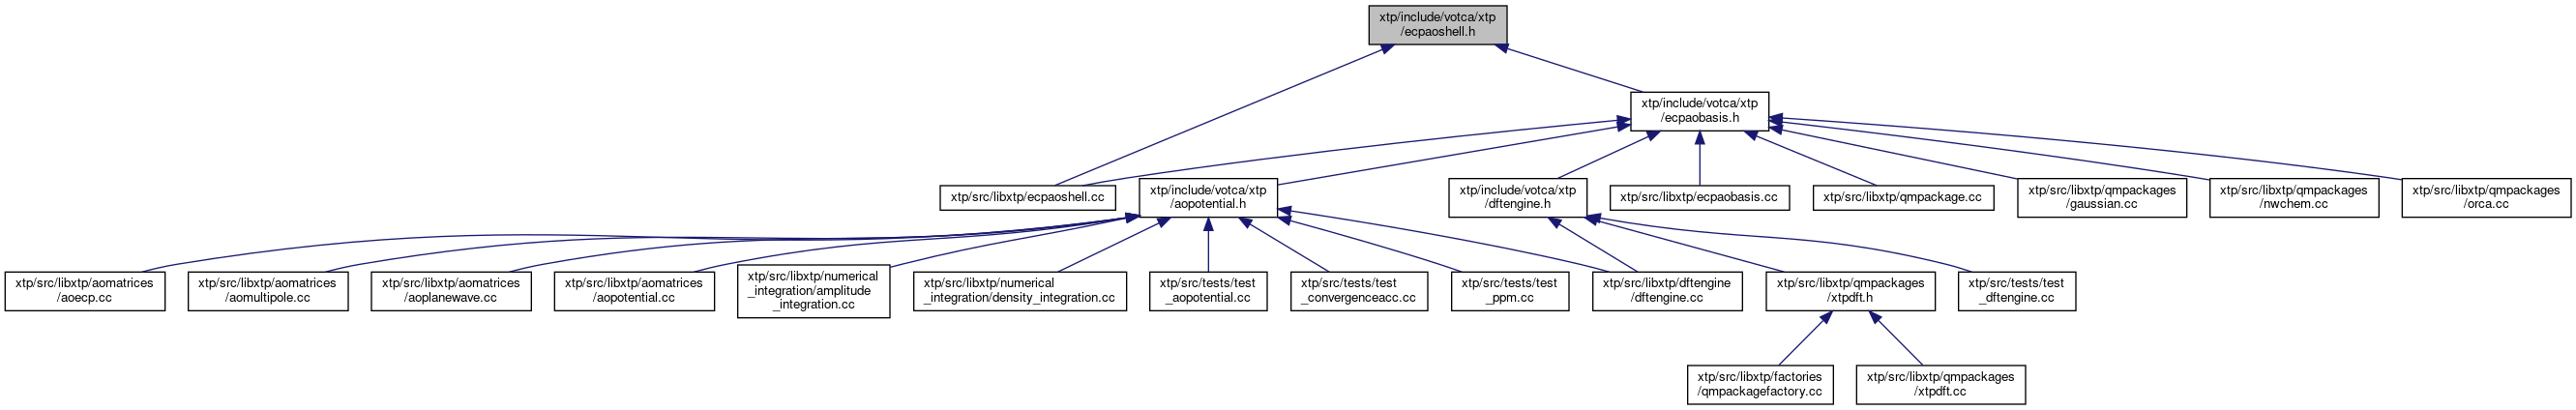 xtp/include/votca/xtp
/ecpaoshell.h
xtp/include/votca/xtp
/ecpaobasis.h
xtp/src/libxtp/ecpaoshell.cc
xtp/include/votca/xtp
/aopotential.h
xtp/include/votca/xtp
/dftengine.h
xtp/src/libxtp/ecpaobasis.cc
xtp/src/libxtp/qmpackage.cc
xtp/src/libxtp/qmpackages
/gaussian.cc
xtp/src/libxtp/qmpackages
/nwchem.cc
xtp/src/libxtp/qmpackages
/orca.cc
xtp/src/libxtp/aomatrices
/aoecp.cc
xtp/src/libxtp/aomatrices
/aomultipole.cc
xtp/src/libxtp/aomatrices
/aoplanewave.cc
xtp/src/libxtp/aomatrices
/aopotential.cc
xtp/src/libxtp/numerical
_integration/amplitude
_integration.cc
xtp/src/libxtp/numerical
_integration/density_integration.cc
xtp/src/tests/test
_aopotential.cc
xtp/src/tests/test
_convergenceacc.cc
xtp/src/tests/test
_ppm.cc
xtp/src/libxtp/dftengine
/dftengine.cc
xtp/src/libxtp/qmpackages
/xtpdft.h
xtp/src/tests/test
_dftengine.cc
xtp/src/libxtp/factories
/qmpackagefactory.cc
xtp/src/libxtp/qmpackages
/xtpdft.cc